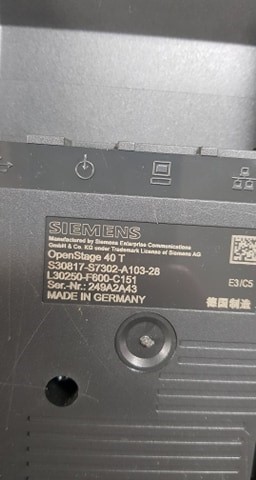 SIEMENS
Manufactured by Siemens Enterprise Communications
GmbH & Co. KG under Trademark License of Siemens AG
OpenStage 40 T
S30817-S7302-A103-28
L30250-F600-C151
E3/C5
Ser.-Nr.: 249A2A43
MADE IN GERMANY
德国制造